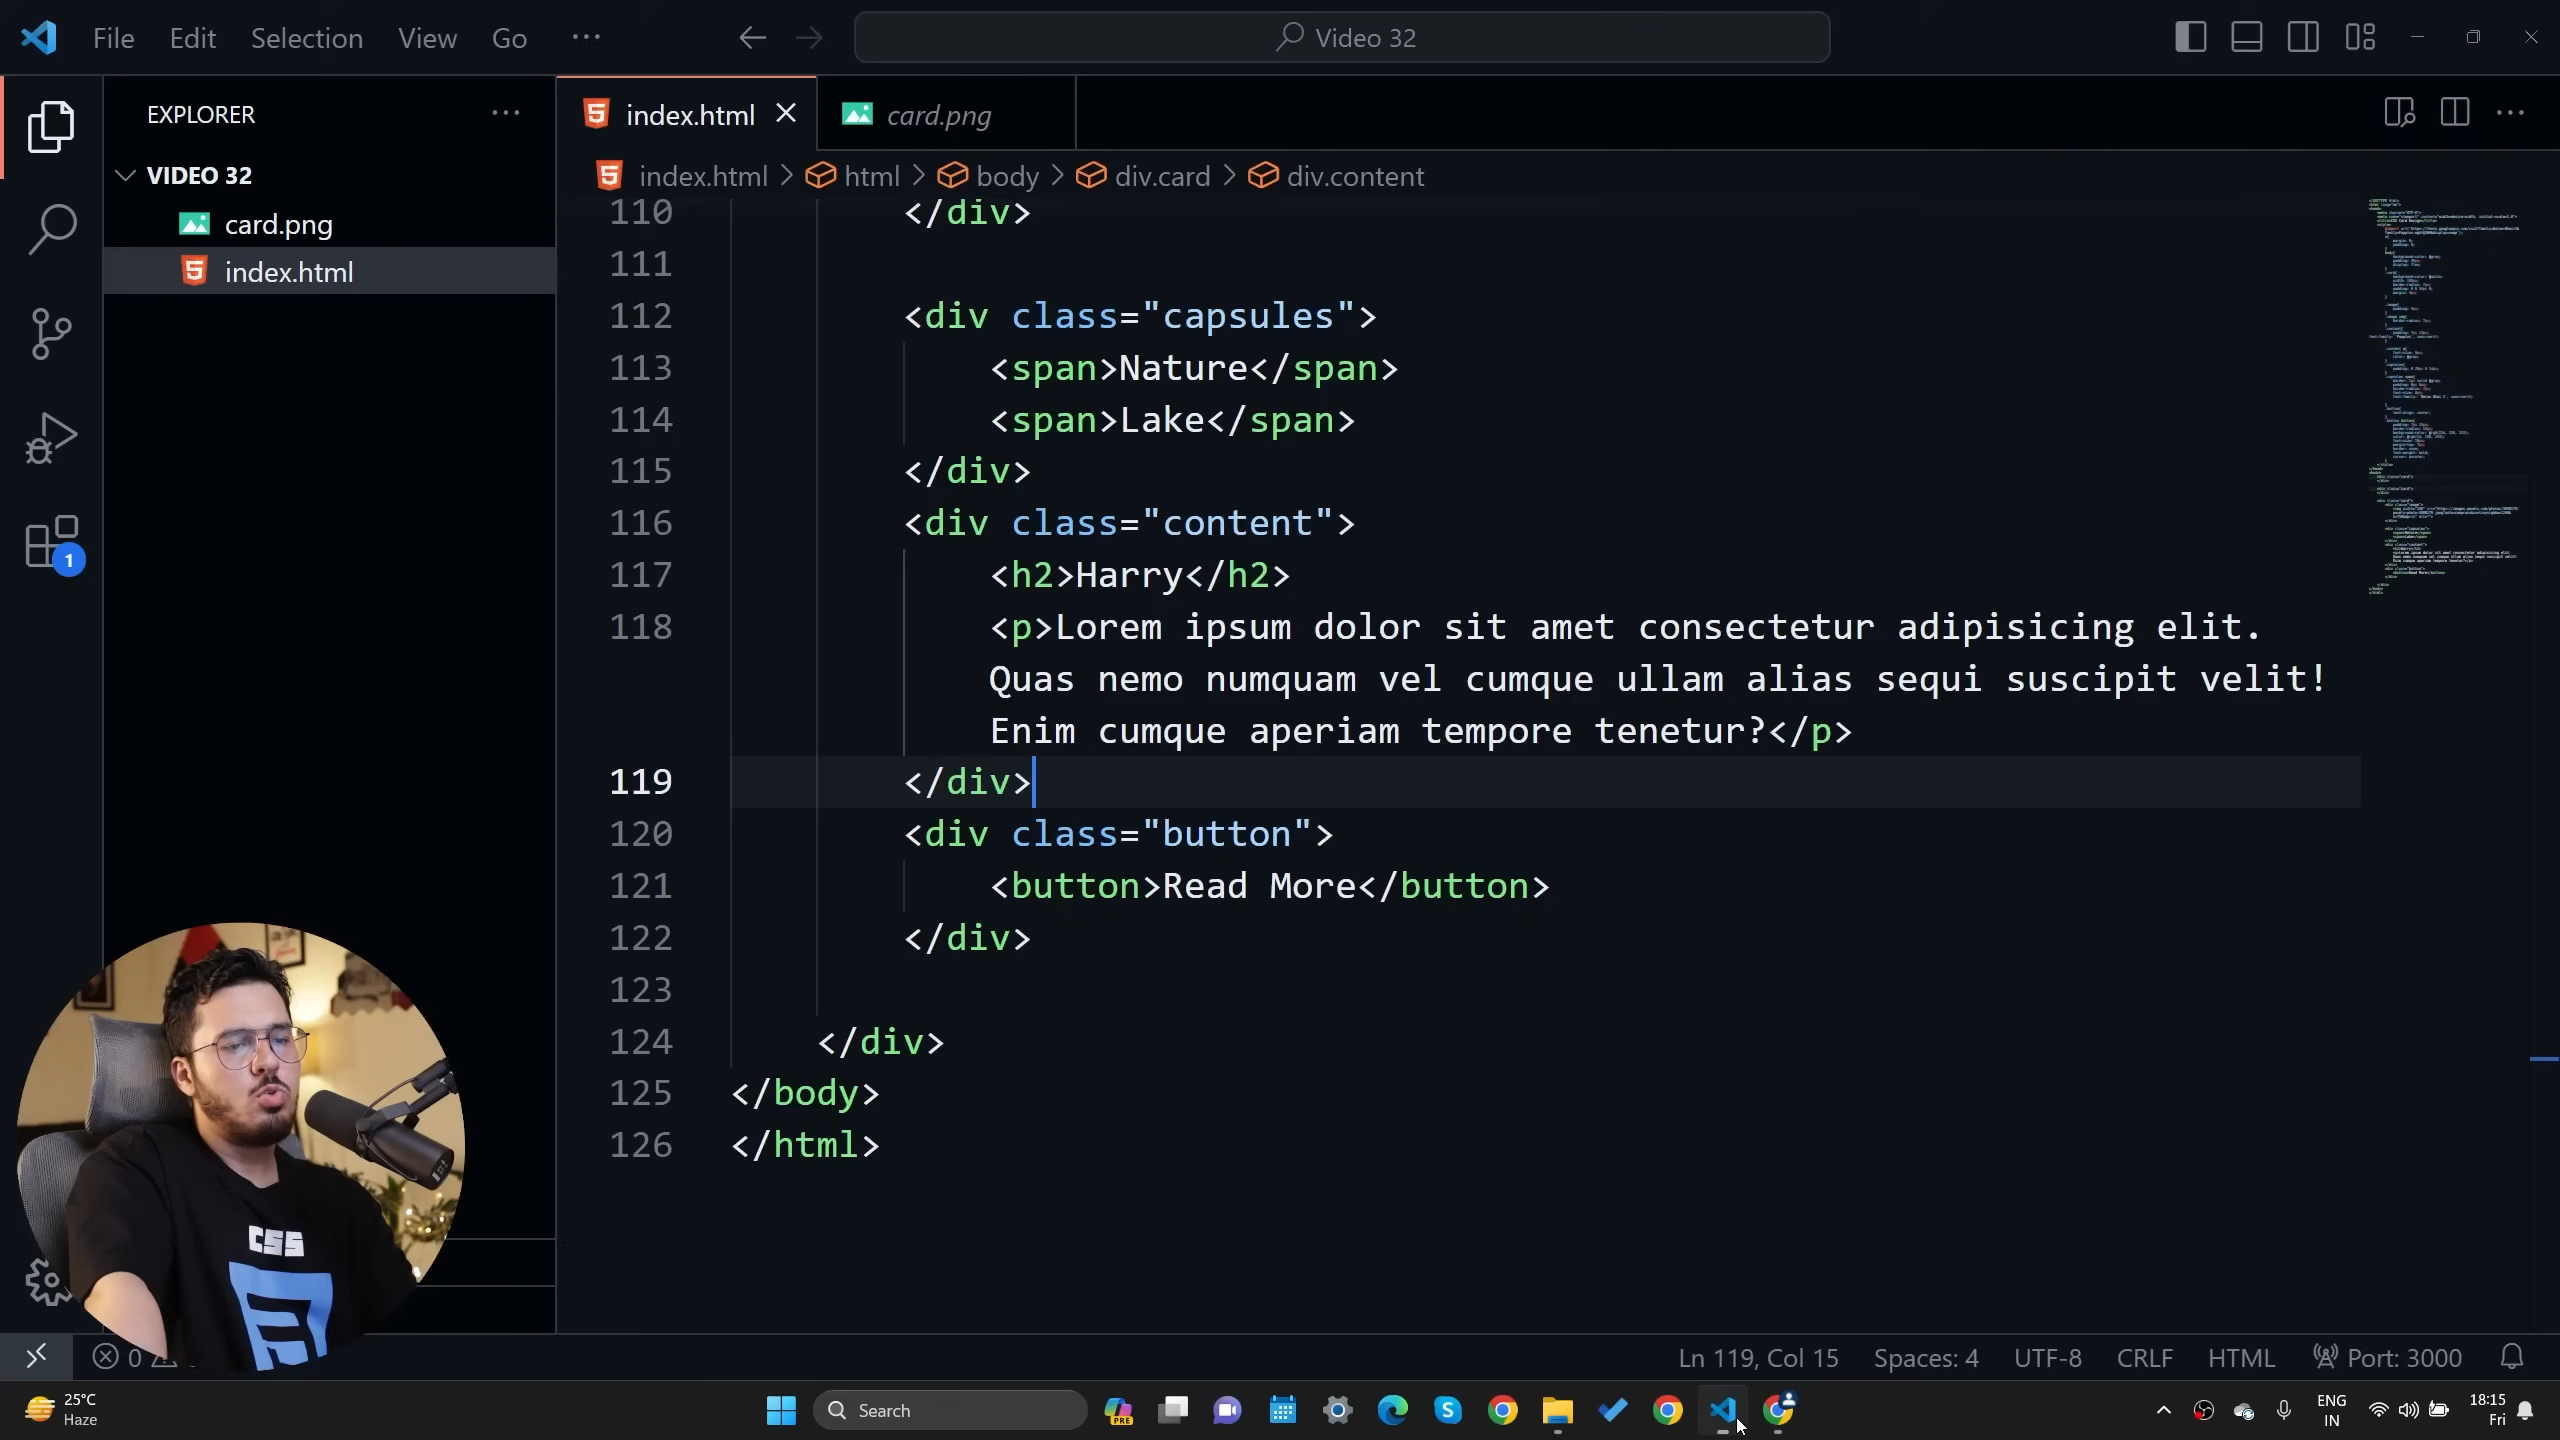 File Edit Selection View Go ···
Video 32
EXPLORER ···
index.html
card.png
VIDEO 32
card.png
index.html
index.html > html > body > div.card > div.content
110 </div>
111
112 <div class="capsules">
113 <span>Nature</span>
114 <span>Lake</span>
115 </div>
116 <div class="content">
117 <h2>Harry</h2>
118 <p>Lorem ipsum dolor sit amet consectetur adipisicing elit.
Quas nemo numquam vel cumque ullam alias sequi suscipit velit!
Enim cumque aperiam tempore tenetur?</p>
119 </div>
120 <div class="button">
121 <button>Read More</button>
122 </div>
123
124 </div>
125 </body>
126 </html>
1
CSS
0
Ln 119, Col 15 Spaces: 4 UTF-8 CRLF HTML Port: 3000
25°C
Haze
Search
PRE
ENG
IN
18:15
Fri